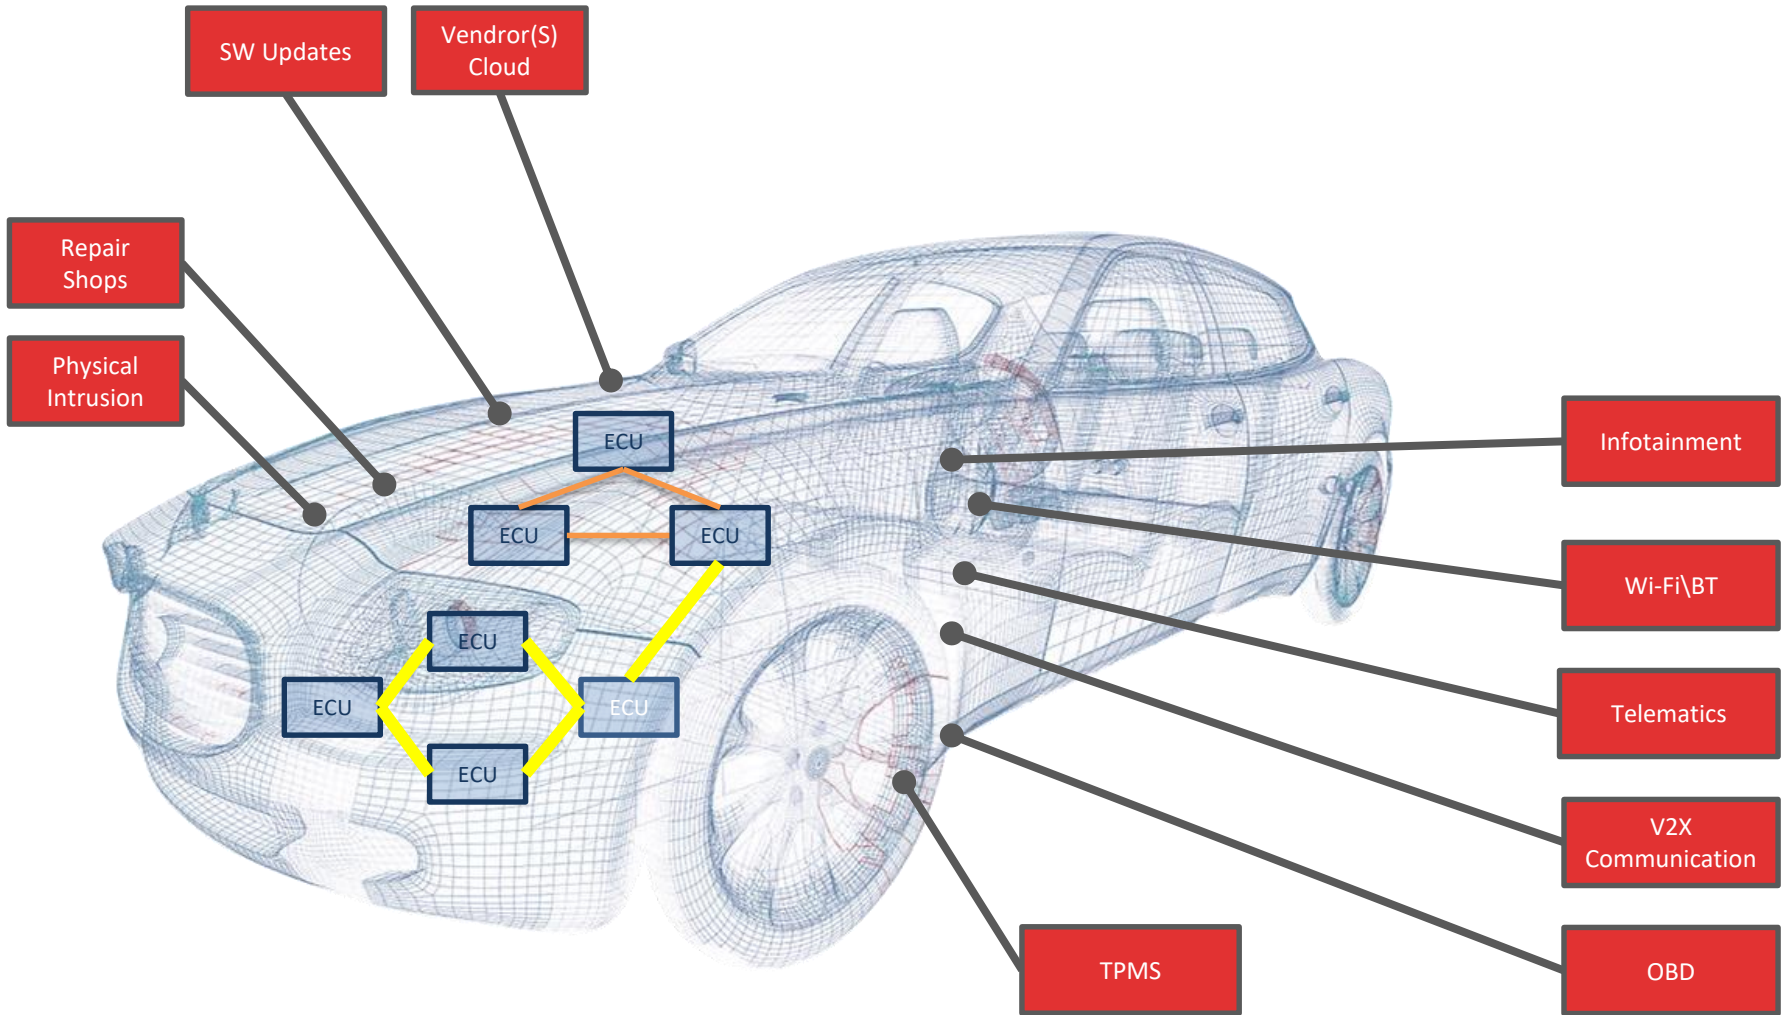 SW Updates
Vendror(S)
Cloud
Repair
Shops
Physical
Intrusion
ECU
ECU
ECU
ECU
ECU
ECU
ECU
Infotainment
Wi-Fi\BT
Telematics
V2X
Communication
OBD
TPMS